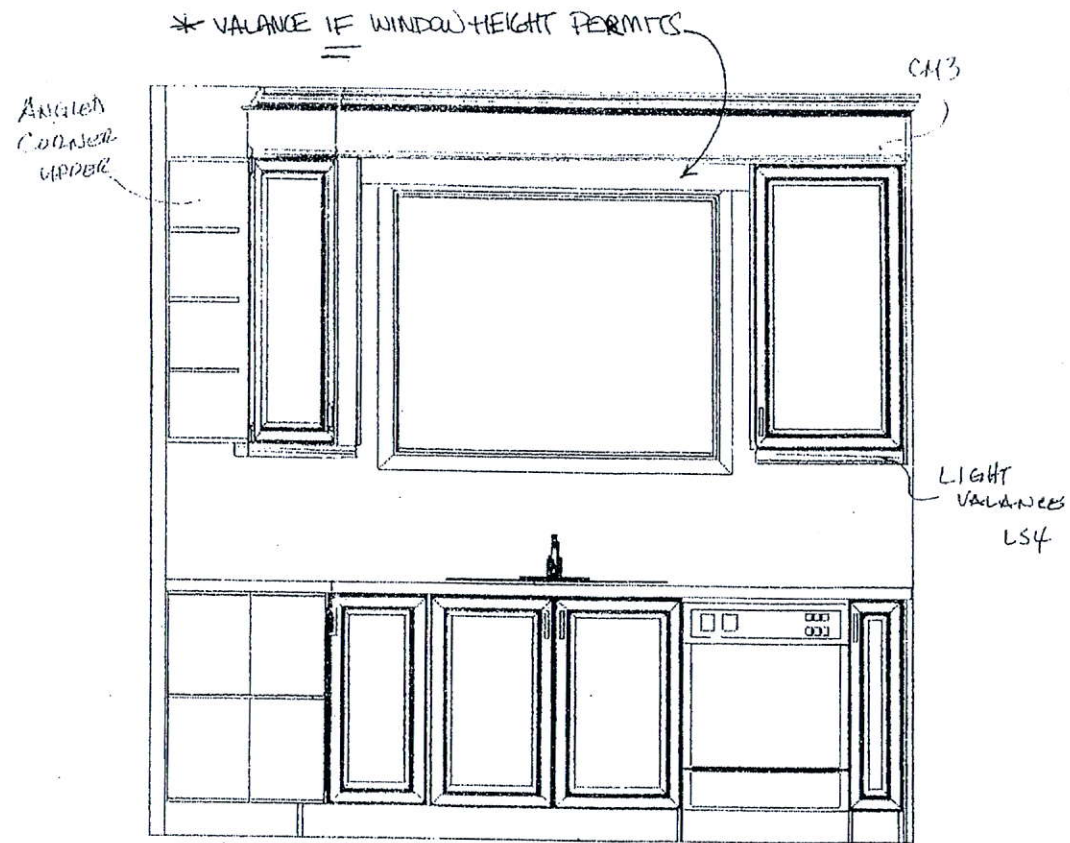 * VALANCE IF WINDOW HEIGHT PERMITS
CM3
ANGLED
CORNER
UPPER
LIGHT
VALANCES
LS4